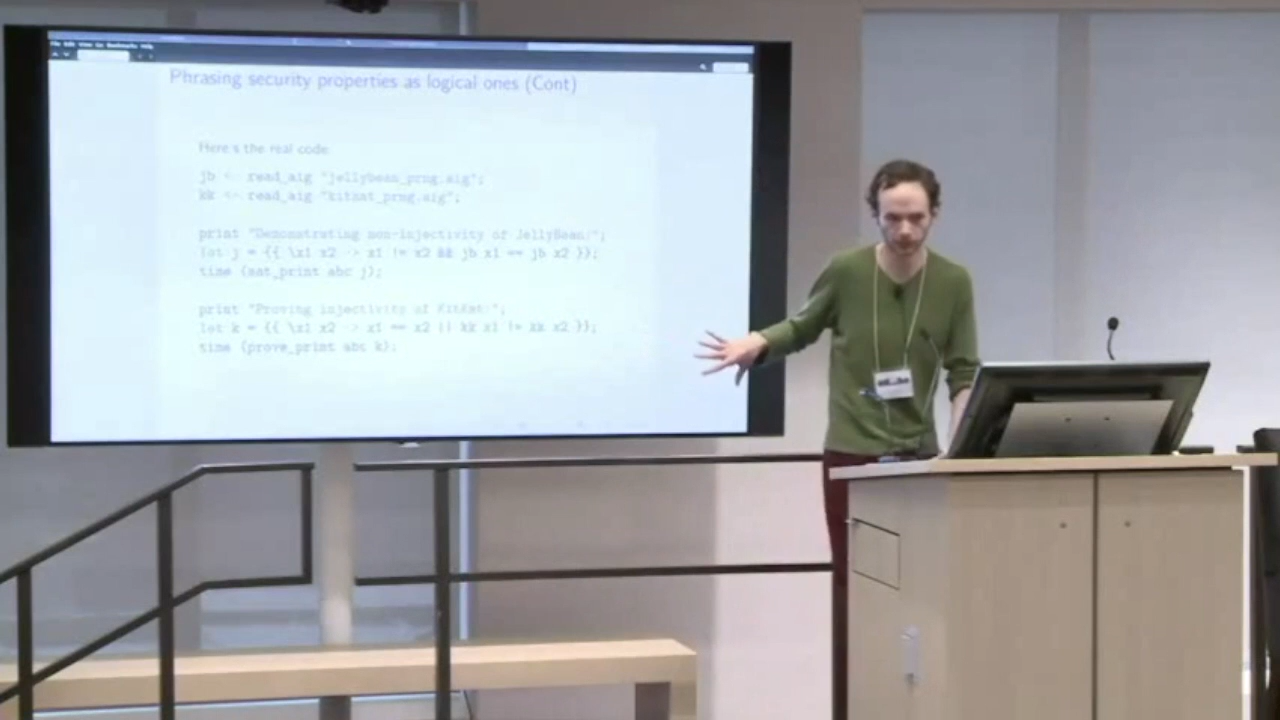 Phrasing security properties as logical ones (Cont)
Here's the real code:
jb <- read_aig "jellybean_prng.aig";
kk <- read_aig "kitkat_prng.aig";
print "Demonstrating non-injectivity of JellyBean!";
let j = {{ \x1 x2 -> x1 != x2 && jb x1 == jb x2 }};
time (sat_print abc j);
print "Proving injectivity of KitKat!";
let k = {{ \x1 x2 -> x1 == x2 || kk x1 != kk x2 }};
time (prove_print abc k);